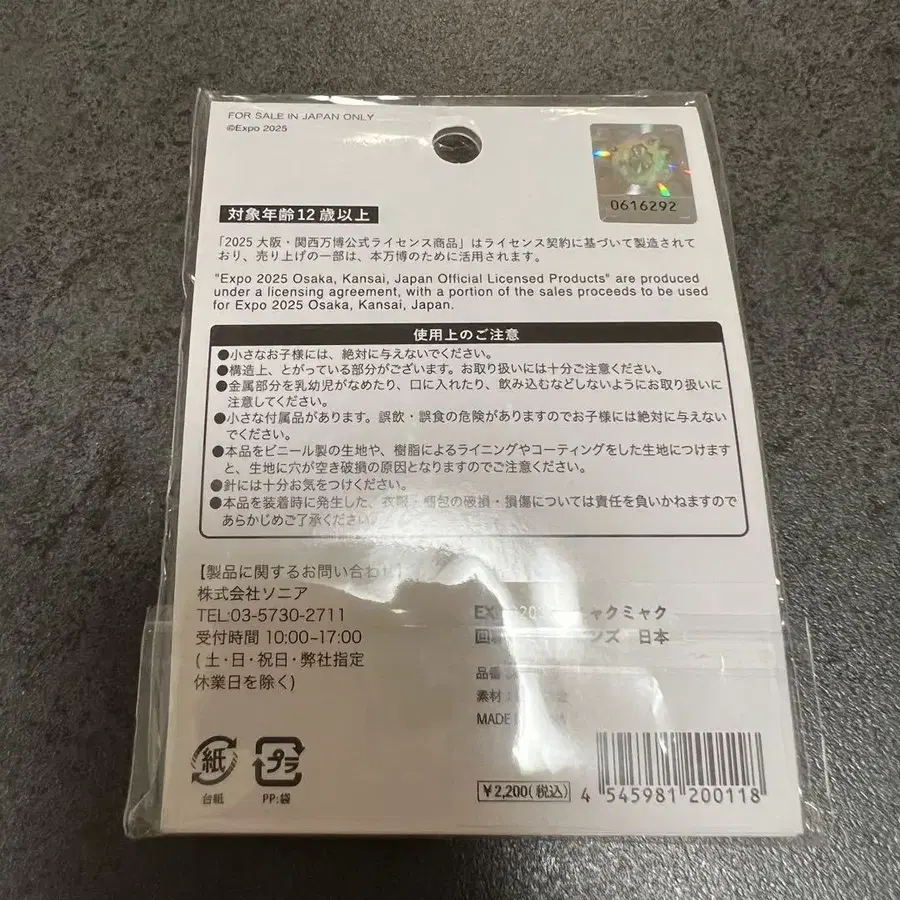 FOR SALE IN JAPAN ONLY
©Expo 2025
0616292
対象年齢12歳以上
「2025 大阪・関西万博公式ライセンス商品」はライセンス契約に基づいて製造されて
おり、売り上げの一部は、本万博のために活用されます。
"Expo 2025 Osaka, Kansai, Japan Official Licensed Products" are produced
under a licensing agreement, with a portion of the sales proceeds to be used
for Expo 2025 Osaka, Kansai, Japan.
使用上のご注意
●小さなお子様には、絶対に与えないでください。
●構造上、とがっている部分がございます。お取り扱いには十分ご注意ください。
●金属部分を乳幼児がなめたり、口に入れたり、飲み込むなどしないようにお取り扱いに
注意してください。
●小さな付属品があります。誤飲・誤食の危険がありますのでお子様には絶対に与えない
でください。
●本品をビニール製の生地や、樹脂によるライニングやコーティングをした生地につけます
と、生地に穴が空き破損の原因となりますのでご注意ください。
●針には十分お気をつけください。
●本品を装着時に発生した、衣服・鞄包の破損・損傷については責任を負いかねますので
あらかじめご了承ください。
【製品に関するお問い合わせ】
株式会社ソニア
TEL:03-5730-2711
受付時間 10:00–17:00
(土・日・祝日・弊社指定
休業日を除く)
ャクミャク
ンズ 日本
品番
素材
MADE
紙
台紙
プラ
PP:袋
¥2,200(税込)
4 545981 200118